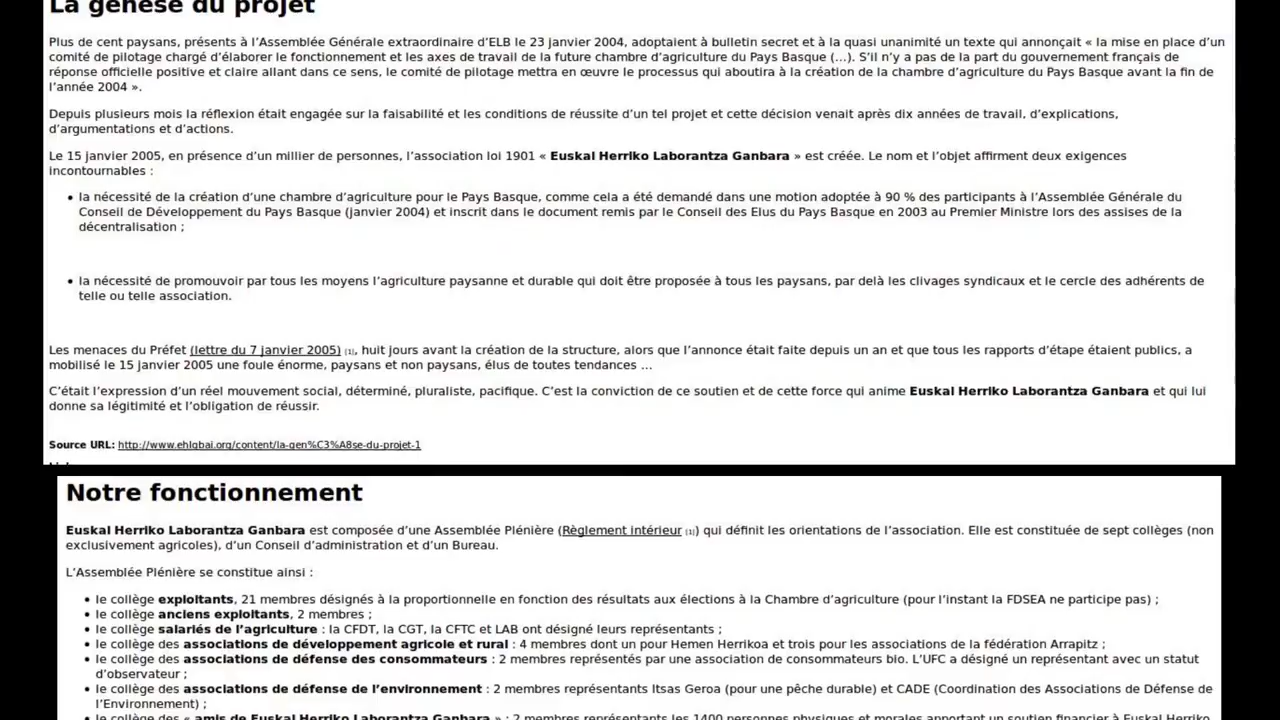 La genèse du projet
Plus de cent paysans, présents à l’Assemblée Générale extraordinaire d’ELB le 23 janvier 2004, adoptaient à bulletin secret et à la quasi unanimité un texte qui annonçait « la mise en place d’un
comité de pilotage chargé d’élaborer le fonctionnement et les axes de travail de la future chambre d’agriculture du Pays Basque (...). S’il n’y a pas de la part du gouvernement français de
réponse officielle positive et claire allant dans ce sens, le comité de pilotage mettra en œuvre le processus qui aboutira à la création de la chambre d’agriculture du Pays Basque avant la fin de
l’année 2004 ».
Depuis plusieurs mois la réflexion était engagée sur la faisabilité et les conditions de réussite d’un tel projet et cette décision venait après dix années de travail, d’explications,
d’argumentations et d’actions.
Le 15 janvier 2005, en présence d’un millier de personnes, l’association loi 1901 « Euskal Herriko Laborantza Ganbara » est créée. Le nom et l’objet affirment deux exigences
incontournables :
• la nécessité de la création d’une chambre d’agriculture pour le Pays Basque, comme cela a été demandé dans une motion adoptée à 90 % des participants à l’Assemblée Générale du
Conseil de Développement du Pays Basque (janvier 2004) et inscrit dans le document remis par le Conseil des Elus du Pays Basque en 2003 au Premier Ministre lors des assises de la
décentralisation ;
• la nécessité de promouvoir par tous les moyens l’agriculture paysanne et durable qui doit être proposée à tous les paysans, par delà les clivages syndicaux et le cercle des adhérents de
telle ou telle association.
Les menaces du Préfet (lettre du 7 janvier 2005) [1], huit jours avant la création de la structure, alors que l’annonce était faite depuis un an et que tous les rapports d’étape étaient publics, a
mobilisé le 15 janvier 2005 une foule énorme, paysans et non paysans, élus de toutes tendances ...
C’était l’expression d’un réel mouvement social, déterminé, pluraliste, pacifique. C’est la conviction de ce soutien et de cette force qui anime Euskal Herriko Laborantza Ganbara et qui lui
donne sa légitimité et l’obligation de réussir.
Source URL: http://www.ehlgbai.org/content/la-gen%C3%A8se-du-projet-1
Notre fonctionnement
Euskal Herriko Laborantza Ganbara est composée d’une Assemblée Plénière (Règlement intérieur [1]) qui définit les orientations de l’association. Elle est constituée de sept collèges (non
exclusivement agricoles), d’un Conseil d’administration et d’un Bureau.
L’Assemblée Plénière se constitue ainsi :
• le collège exploitants, 21 membres désignés à la proportionnelle en fonction des résultats aux élections à la Chambre d’agriculture (pour l’instant la FDSEA ne participe pas) ;
• le collège anciens exploitants, 2 membres ;
• le collège salariés de l’agriculture : la CFDT, la CGT, la CFTC et LAB ont désigné leurs représentants ;
• le collège des associations de développement agricole et rural : 4 membres dont un pour Hemen Herrikoa et trois pour les associations de la fédération Arrapitz ;
• le collège des associations de défense des consommateurs : 2 membres représentés par une association de consommateurs bio. L’UFC a désigné un représentant avec un statut
d’observateur ;
• le collège des associations de défense de l’environnement : 2 membres représentants Itsas Geroa (pour une pêche durable) et CADE (Coordination des Associations de Défense de
l’Environnement) ;
• le collège des « amis de Euskal Herriko Laborantza Ganbara » : 2 membres représentants les 1400 personnes physiques et morales apportant un soutien financier à Euskal Herriko